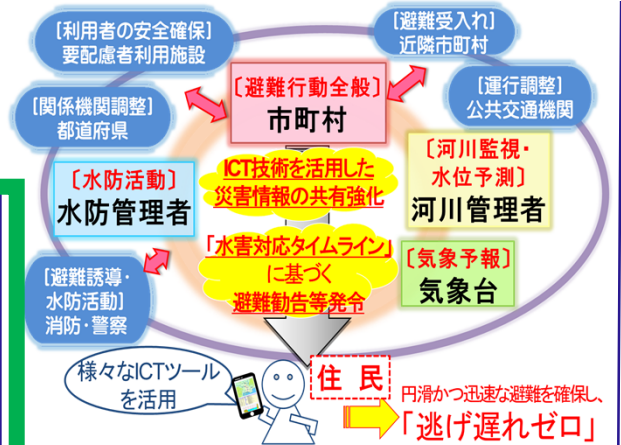 ［利用者の安全確保］
要配慮者利用施設
［避難受入れ］
近隣市町村
［関係機関調整］
都道府県
〔避難行動全般〕
市町村
［運行調整］
公共交通機関
〔水防活動〕
水防管理者
ICT技術を活用した
災害情報の共有強化
〔河川監視・
水位予測〕
河川管理者
「水害対応タイムライン」
に基づく
避難勧告等発令
〔気象予報〕
気象台
［避難誘導・
水防活動］
消防・警察
様々なICTツール
を活用
住 民
円滑かつ迅速な避難を確保し、
「逃げ遅れゼロ」